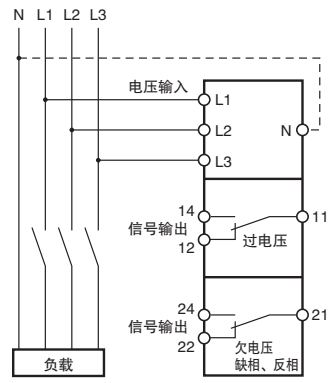 N L1 L2 L3
电压输入
L1
L2
N
L3
14
11
信号输出
过电压
12
24
21
信号输出
欠电压
22
缺相、反相
负载